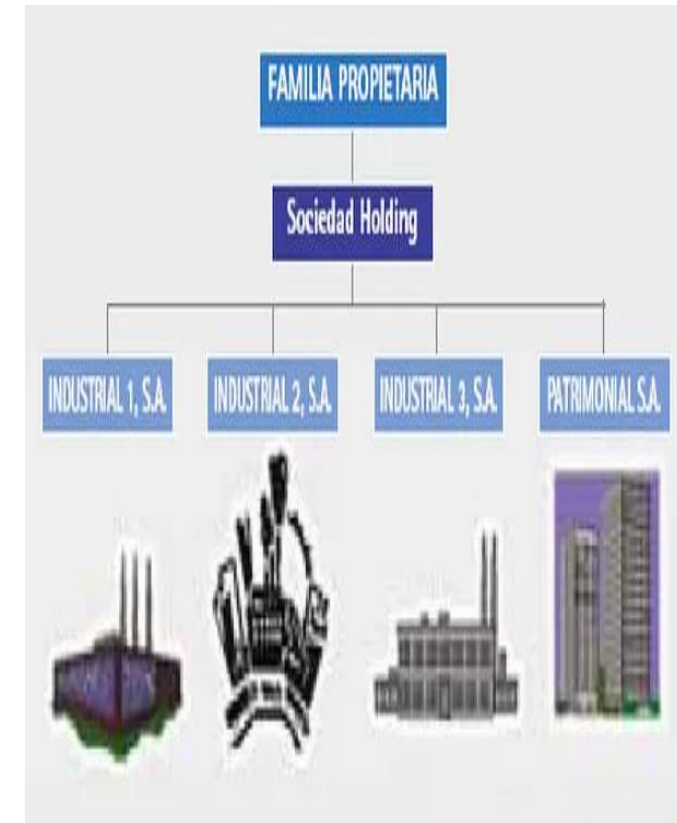 FAMILIA PROPIETARIA
Sociedad Holding
INDUSTRIAL 1, S.A.
INDUSTRIAL 2, S.A.
INDUSTRIAL 3, S.A.
PATRIMONIAL S.A.